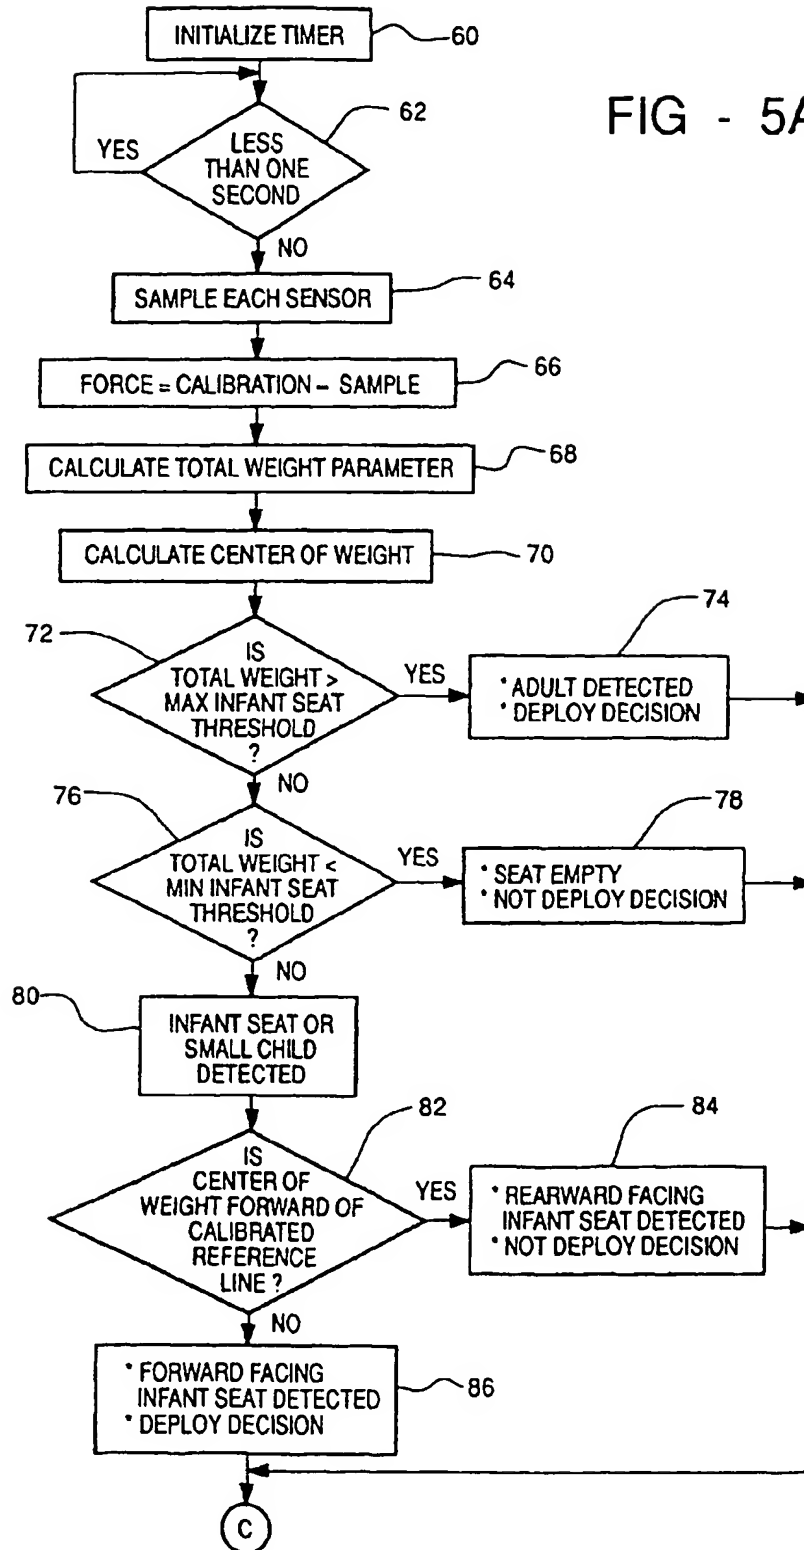 INITIALIZE TIMER
60
FIG - 5A
62
LESS
THAN ONE
SECOND
YES
NO
SAMPLE EACH SENSOR
64
FORCE = CALIBRATION - SAMPLE
66
CALCULATE TOTAL WEIGHT PARAMETER
68
CALCULATE CENTER OF WEIGHT
70
72
IS
TOTAL WEIGHT >
MAX INFANT SEAT
THRESHOLD
?
YES
74
* ADULT DETECTED
* DEPLOY DECISION
NO
76
IS
TOTAL WEIGHT <
MIN INFANT SEAT
THRESHOLD
?
YES
78
* SEAT EMPTY
* NOT DEPLOY DECISION
NO
80
INFANT SEAT OR
SMALL CHILD
DETECTED
82
IS
CENTER OF
WEIGHT FORWARD OF
CALIBRATED
REFERENCE
LINE ?
YES
84
* REARWARD FACING
INFANT SEAT DETECTED
* NOT DEPLOY DECISION
NO
* FORWARD FACING
INFANT SEAT DETECTED
* DEPLOY DECISION
86
C